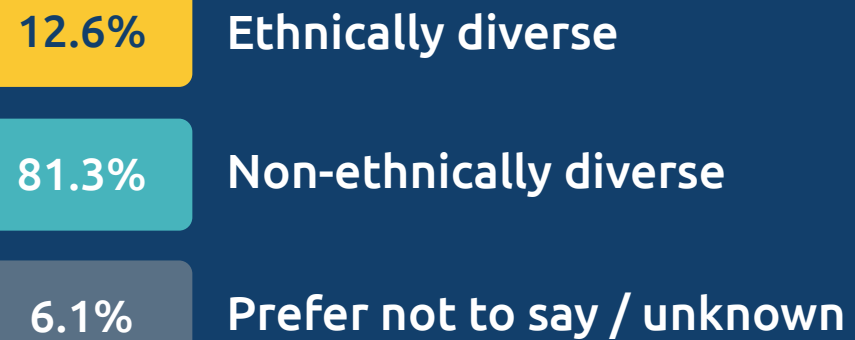 12.6% Ethnically diverse
81.3% Non-ethnically diverse
6.1% Prefer not to say / unknown